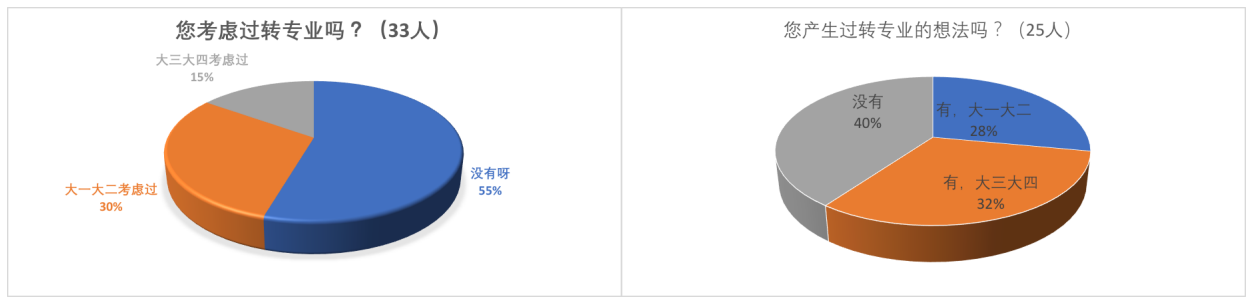 您考虑过转专业吗？（33人）
大三大四考虑过
15%
大一大二考虑过
30%
没有呀
55%
您产生过转专业的想法吗？（25人）
没有
40%
有，大一大二
28%
有，大三大四
32%